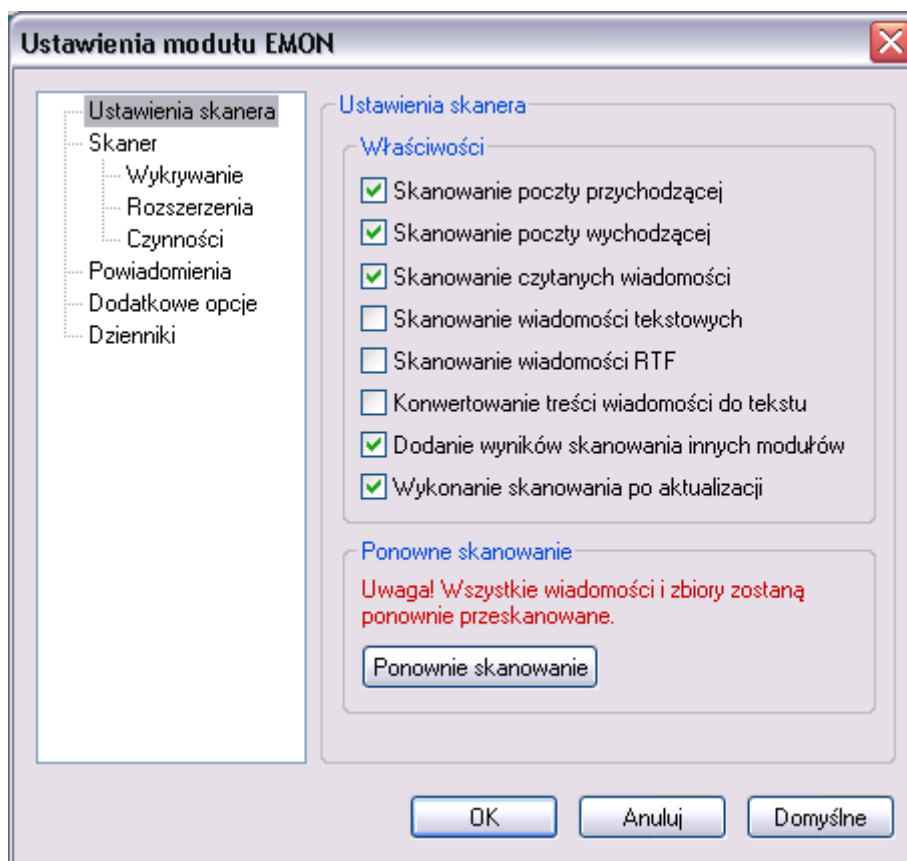 Ustawienia modułu EMON
Ustawienia skanera
Skaner
Wykrywanie
Rozszerzenia
Czynności
Powiadomienia
Dodatkowe opcje
Dzienniki
Ustawienia skanera
Właściwości
Skanowanie poczty przychodzącej
Skanowanie poczty wychodzącej
Skanowanie czytanych wiadomości
Skanowanie wiadomości tekstowych
Skanowanie wiadomości RTF
Konwertowanie treści wiadomości do tekstu
Dodanie wyników skanowania innych modułów
Wykonanie skanowania po aktualizacji
Ponowne skanowanie
Uwaga! Wszystkie wiadomości i zbiory zostaną
ponownie przeskanowane.
Ponownie skanowanie
OK
Anuluj
Domyślne